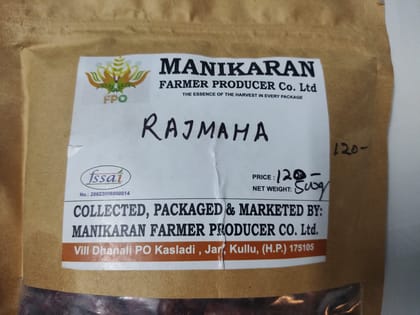 MANIKARAN
FARMER PRODUCER Co. Ltd
THE ESSENCE OF THE HARVEST IN EVERY PACKAGE
FPO
RAJMAHA
120-
fssai
PRICE : 120-
No.: 20623006000014
NET WEIGHT: 500g
COLLECTED, PACKAGED & MARKETED BY:
MANIKARAN FARMER PRODUCER Co. Ltd.
Vill Dhanali PO Kasladi , Jari, Kullu, (H.P.) 175105